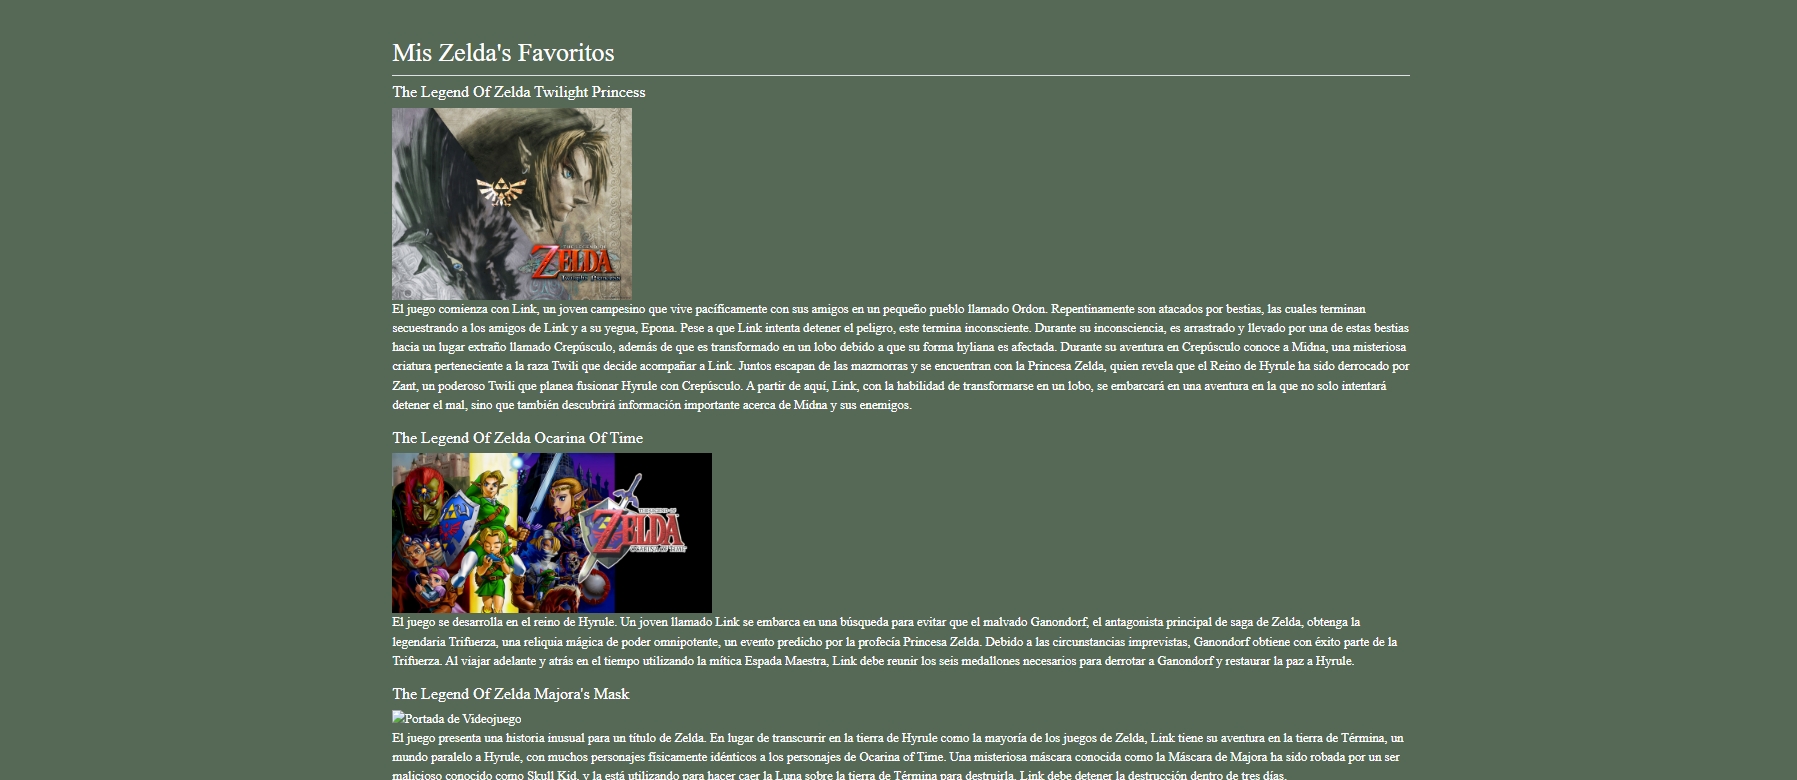 Mis Zelda's Favoritos
The Legend Of Zelda Twilight Princess
THE LEGEND OF
ZELDA
Twilight Princess
El juego comienza con Link, un joven campesino que vive pacíficamente con sus amigos en un pequeño pueblo llamado Ordon. Repentinamente son atacados por bestias, las cuales terminan
secuestrando a los amigos de Link y a su yegua, Epona. Pese a que Link intenta detener el peligro, este termina inconsciente. Durante su inconsciencia, es arrastrado y llevado por una de estas bestias
hacia un lugar extraño llamado Crepúsculo, además de que es transformado en un lobo debido a que su forma hyliana es afectada. Durante su aventura en Crepúsculo conoce a Midna, una misteriosa
criatura perteneciente a la raza Twili que decide acompañar a Link. Juntos escapan de las mazmorras y se encuentran con la Princesa Zelda, quien revela que el Reino de Hyrule ha sido derrocado por
Zant, un poderoso Twili que planea fusionar Hyrule con Crepúsculo. A partir de aquí, Link, con la habilidad de transformarse en un lobo, se embarcará en una aventura en la que no solo intentará
detener el mal, sino que también descubrirá información importante acerca de Midna y sus enemigos.
The Legend Of Zelda Ocarina Of Time
THE LEGEND OF
ZELDA
OCARINA OF TIME
El juego se desarrolla en el reino de Hyrule. Un joven llamado Link se embarca en una búsqueda para evitar que el malvado Ganondorf, el antagonista principal de saga de Zelda, obtenga la
legendaria Trifuerza, una reliquia mágica de poder omnipotente, un evento predicho por la profecía Princesa Zelda. Debido a las circunstancias imprevistas, Ganondorf obtiene con éxito parte de la
Trifuerza. Al viajar adelante y atrás en el tiempo utilizando la mítica Espada Maestra, Link debe reunir los seis medallones necesarios para derrotar a Ganondorf y restaurar la paz a Hyrule.
The Legend Of Zelda Majora's Mask
Portada de Videojuego
El juego presenta una historia inusual para un título de Zelda. En lugar de transcurrir en la tierra de Hyrule como la mayoría de los juegos de Zelda, Link tiene su aventura en la tierra de Términa, un
mundo paralelo a Hyrule, con muchos personajes físicamente idénticos a los personajes de Ocarina of Time. Una misteriosa máscara conocida como la Máscara de Majora ha sido robada por un ser
malicioso conocido como Skull Kid, y la está utilizando para hacer caer la Luna sobre la tierra de Términa para destruirla. Link debe detener la destrucción dentro de tres días.